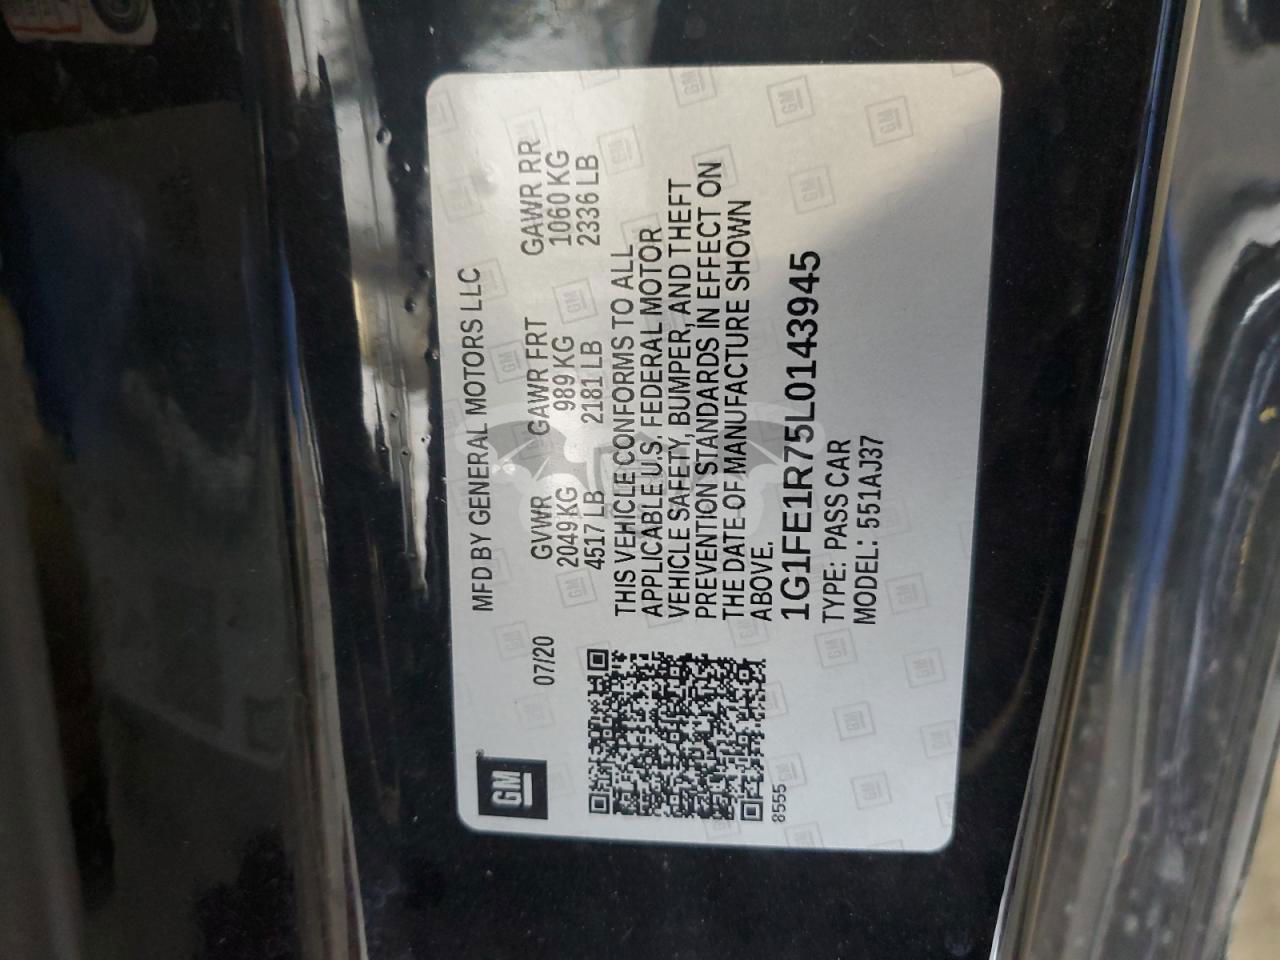 GM
07/20
MFD BY GENERAL MOTORS LLC
GVWR GAWR FRT GAWR RR
2049 KG 989 KG 1060 KG
4517 LB 2181 LB 2336 LB
THIS VEHICLE CONFORMS TO ALL
APPLICABLE U.S. FEDERAL MOTOR
VEHICLE SAFETY, BUMPER, AND THEFT
PREVENTION STANDARDS IN EFFECT ON
THE DATE OF MANUFACTURE SHOWN
ABOVE.
1G1FE1R75L0143945
TYPE: PASS CAR
MODEL: 551AJ37
8555